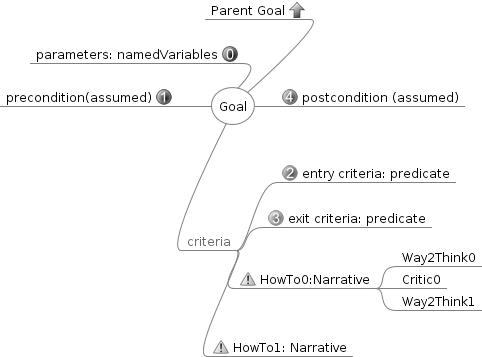 Parent Goal
parameters: namedVariables 0
precondition(assumed) 1
Goal
4 postcondition (assumed)
2 entry criteria: predicate
3 exit criteria: predicate
criteria
Way2Think0
HowTo0:Narrative
Critic0
Way2Think1
HowTo1: Narrative